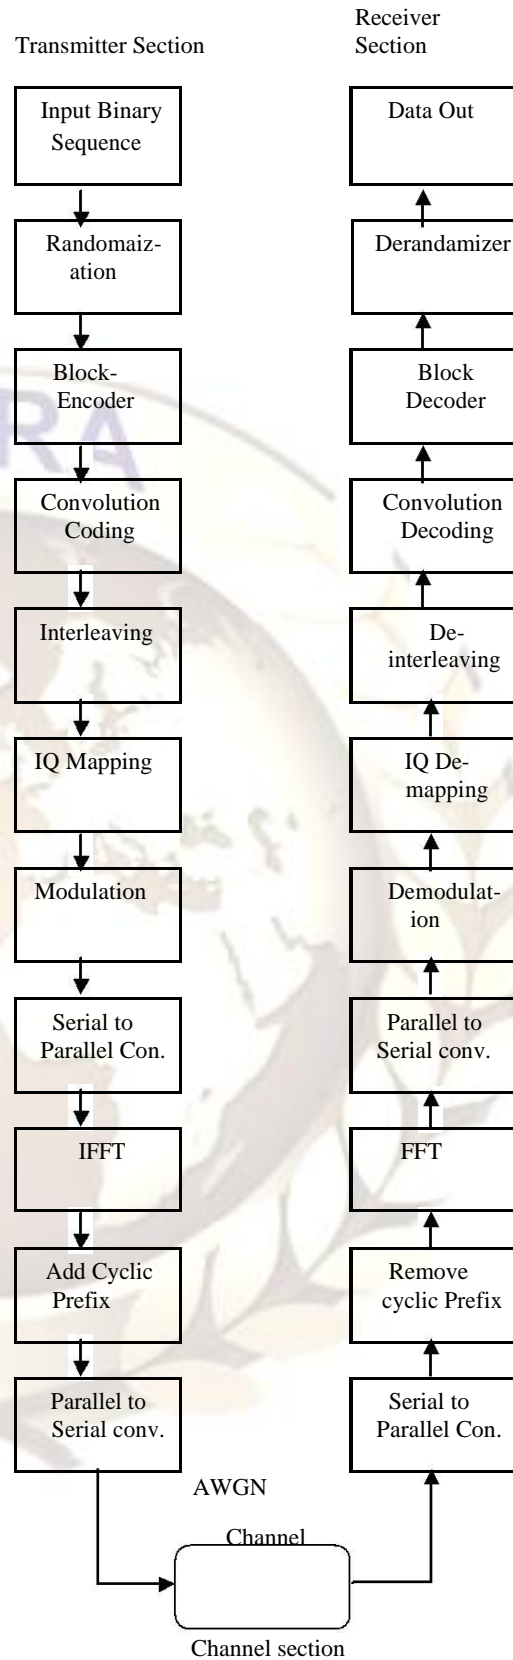 Transmitter Section
Input Binary
Sequence
Randomaiz-
ation
Block-
Encoder
Convolution
Coding
Interleaving
IQ Mapping
Modulation
Serial to
Parallel Con.
IFFT
Add Cyclic
Prefix
Parallel to
Serial conv.
Receiver
Section
Data Out
Derandamizer
Block
Decoder
Convolution
Decoding
De-
interleaving
IQ De-
mapping
Demodulat-
ion
Parallel to
Serial conv.
FFT
Remove
cyclic Prefix
Serial to
Parallel Con.
AWGN
Channel
Channel section
RA